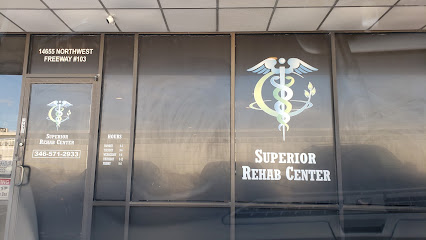 14655 NORTHWEST
FREEWAY #103
SUPERIOR
REHAB CENTER
346-571-2933
HOURS
SUPERIOR
REHAB CENTER